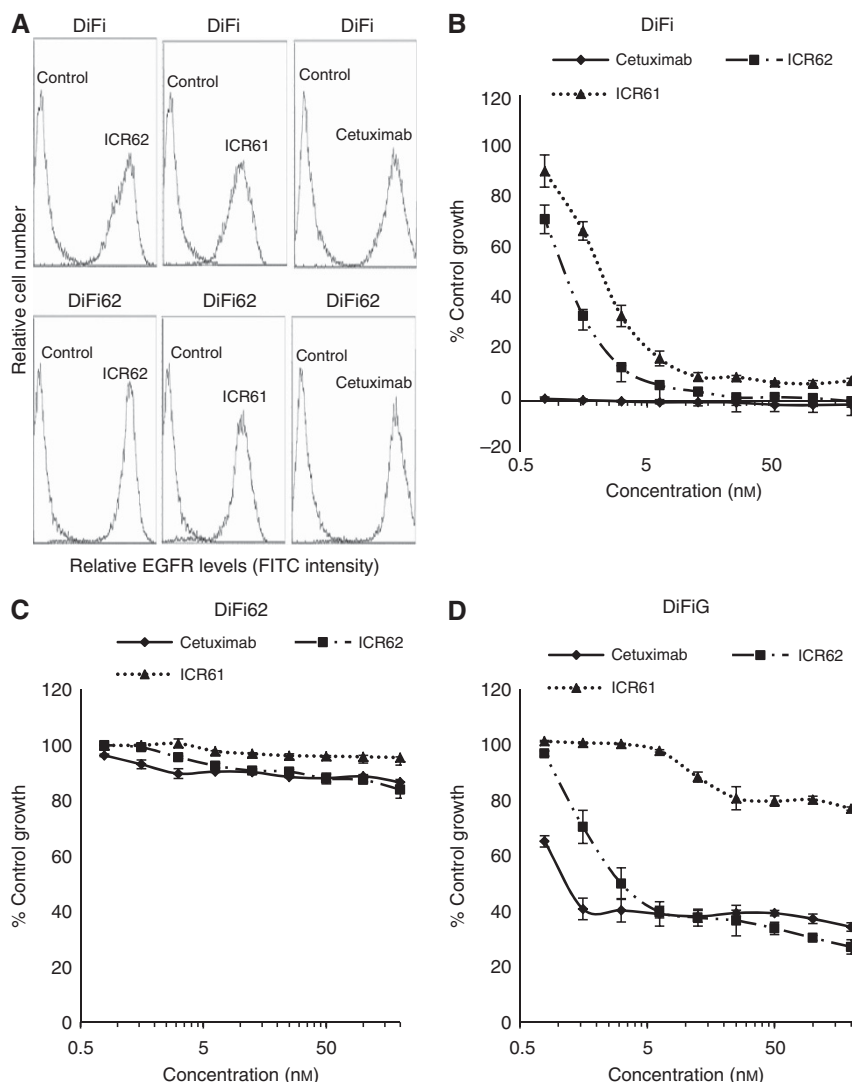 A
DiFi DiFi DiFi
Control Control Control
ICR62 ICR61 Cetuximab
Relative cell number
DiFi62 DiFi62 DiFi62
Control Control Control
ICR62 ICR61 Cetuximab
Relative EGFR levels (FITC intensity)
B
DiFi
Cetuximab ICR62
ICR61
120
100
80
60
40
20
0
–20
% Control growth
0.5 5 50
Concentration (nM)
C
DiFi62
Cetuximab ICR62
ICR61
120
100
80
60
40
20
0
% Control growth
0.5 5 50
Concentration (nM)
D
DiFiG
Cetuximab ICR62
ICR61
120
100
80
60
40
20
0
% Control growth
0.5 5 50
Concentration (nM)